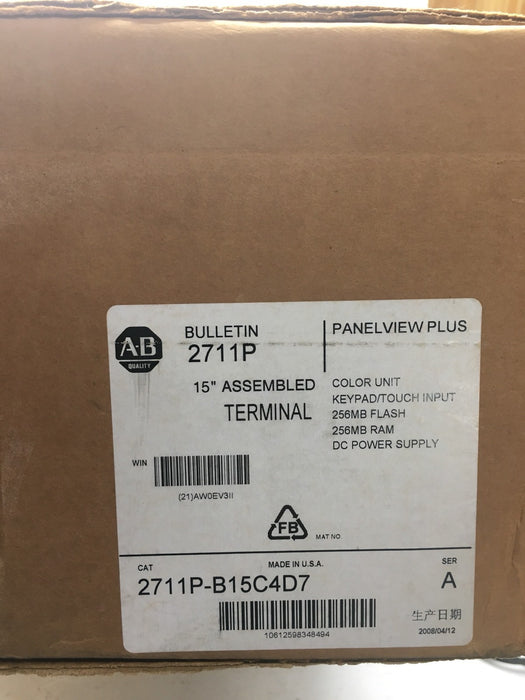 A·B
QUALITY
BULLETIN
2711P
PANELVIEW PLUS
15" ASSEMBLED
TERMINAL
COLOR UNIT
KEYPAD/TOUCH INPUT
256MB FLASH
256MB RAM
DC POWER SUPPLY
WIN
(21)AW0EV3II
FB
MAT NO.
CAT
MADE IN U.S.A.
SER
2711P-B15C4D7
A
10612598348494
生产日期
2008/04/12